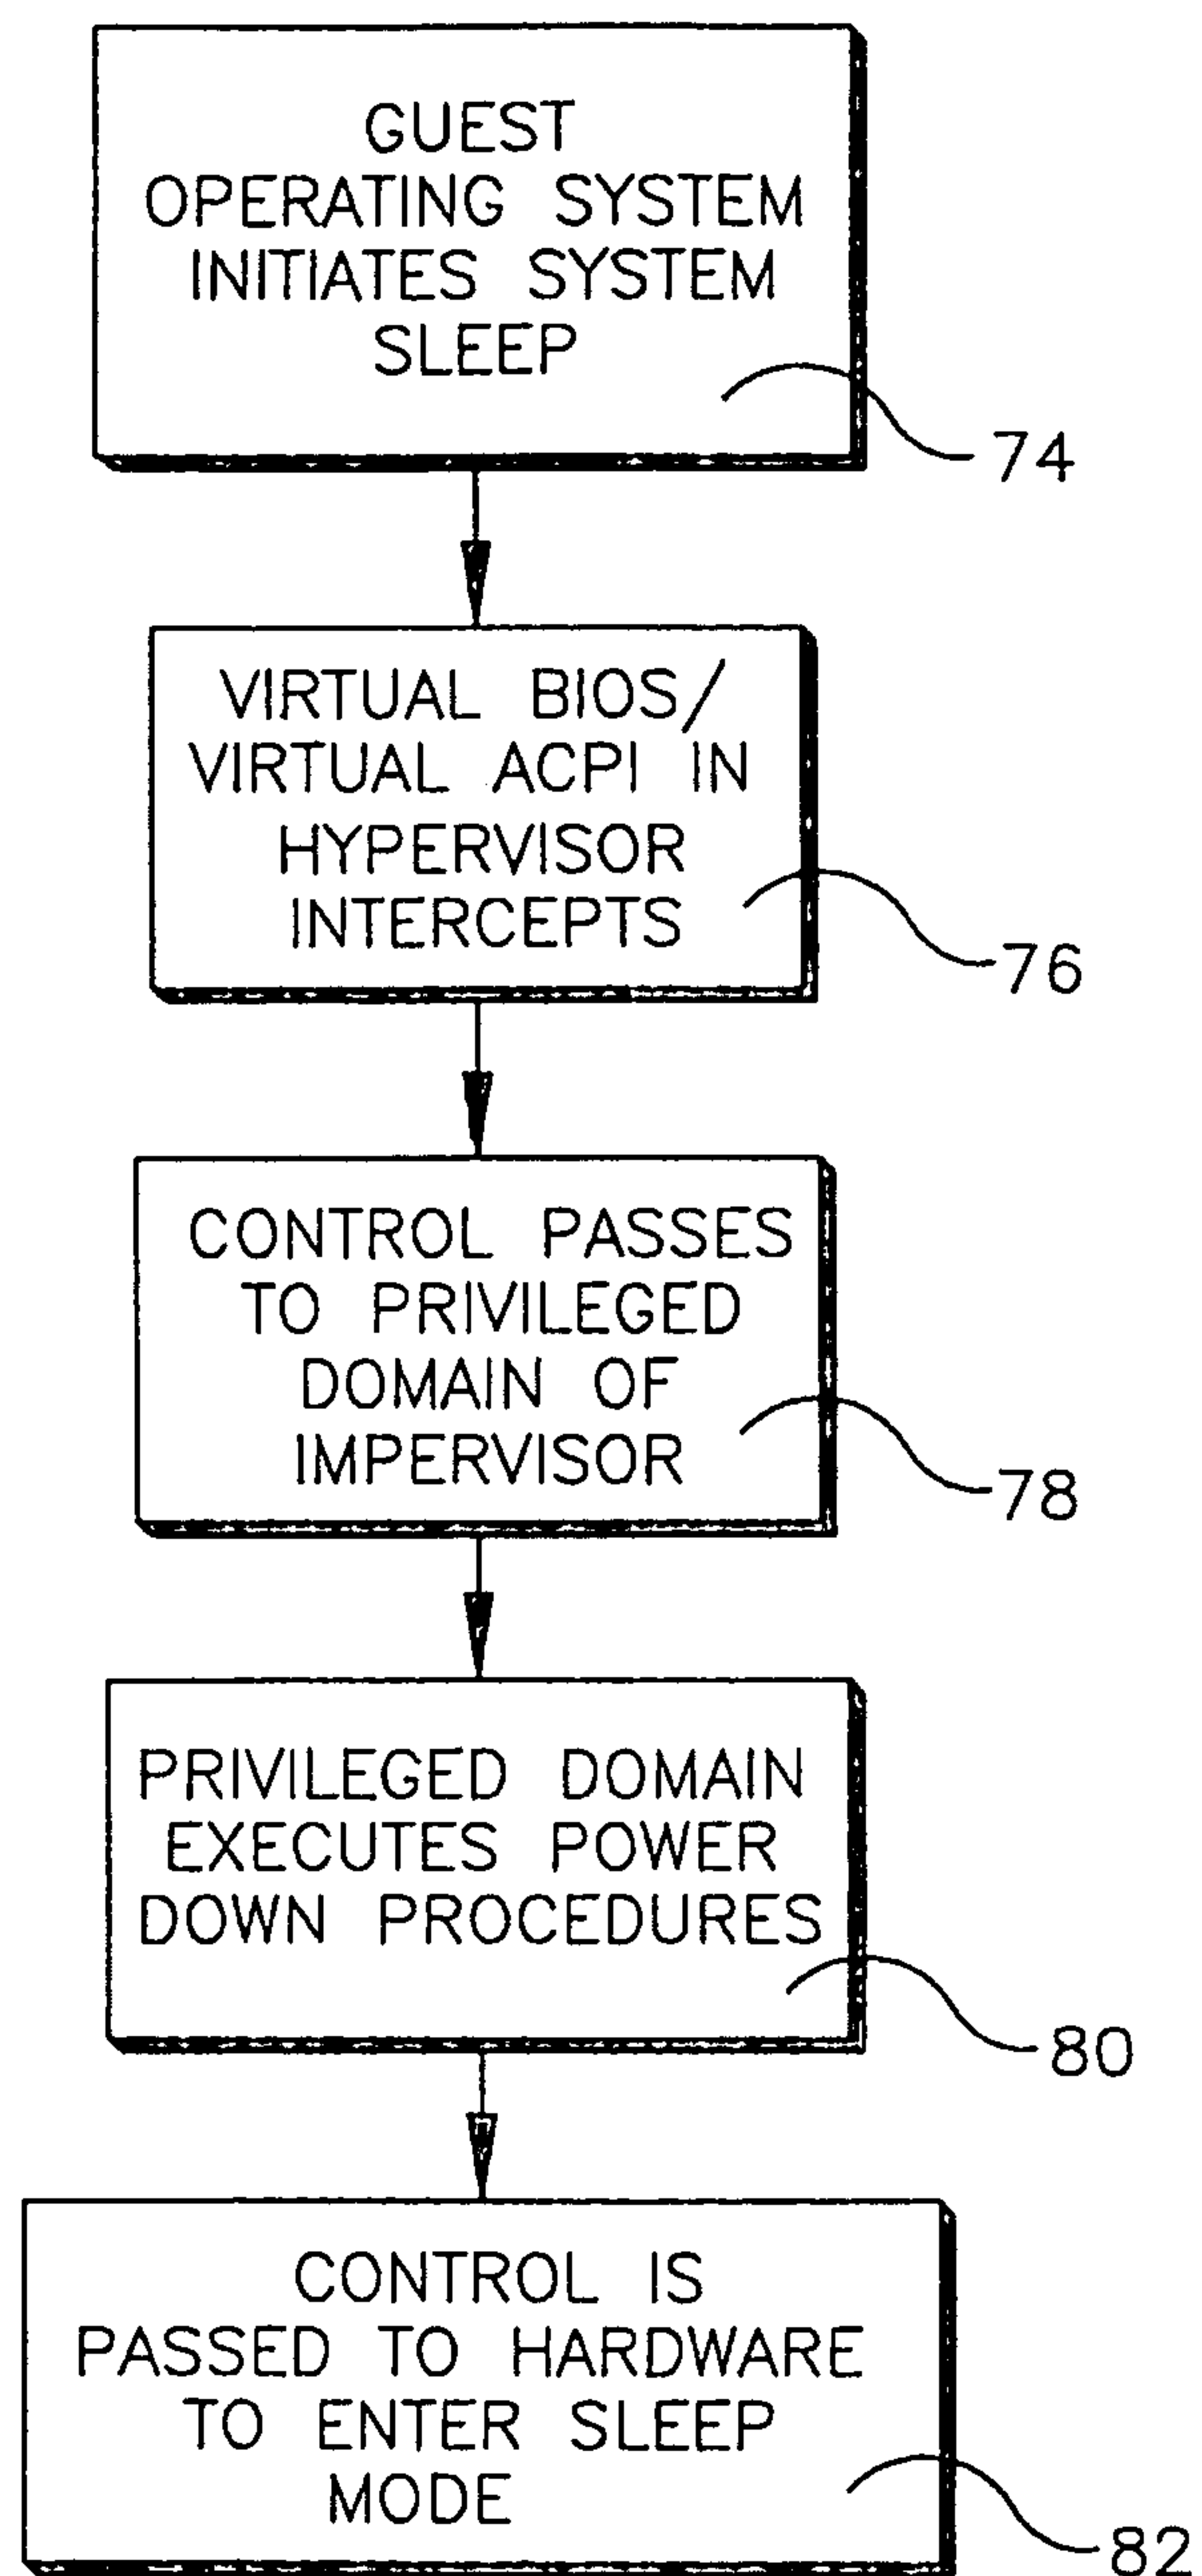 GUEST
OPERATING SYSTEM
INITIATES SYSTEM
SLEEP
74
VIRTUAL BIOS/
VIRTUAL ACPI IN
HYPERVISOR
INTERCEPTS
76
CONTROL PASSES
TO PRIVILEGED
DOMAIN OF
IMPERVISOR
78
PRIVILEGED DOMAIN
EXECUTES POWER
DOWN PROCEDURES
80
CONTROL IS
PASSED TO HARDWARE
TO ENTER SLEEP
MODE
82